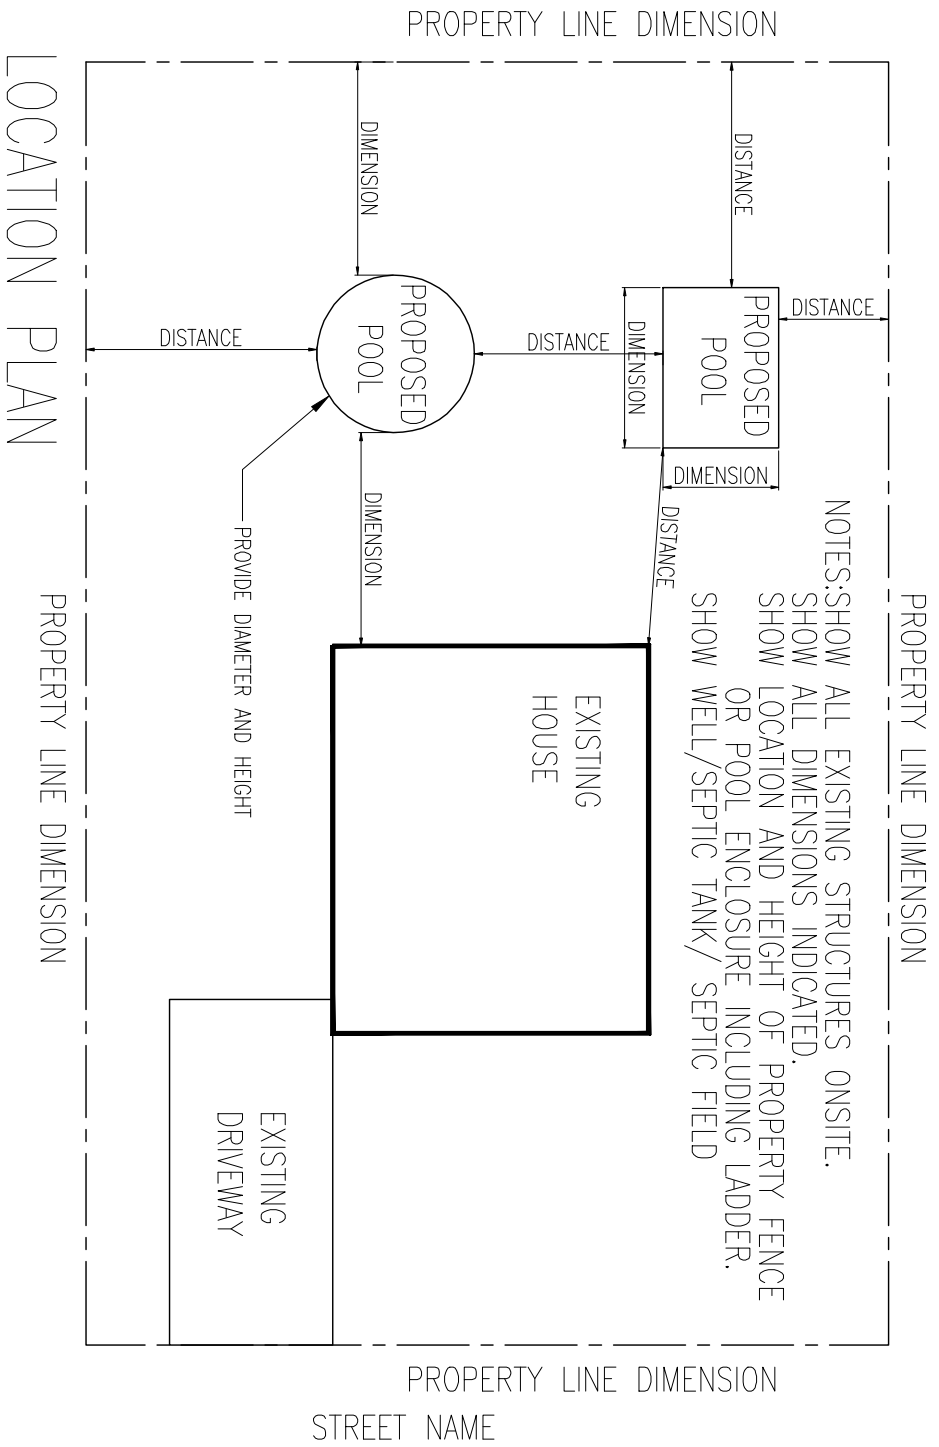 PROPERTY LINE DIMENSION
PROPERTY LINE DIMENSION
NOTES:SHOW ALL EXISTING STRUCTURES ONSITE.
SHOW ALL DIMENSIONS INDICATED.
SHOW LOCATION AND HEIGHT OF PROPERTY FENCE
OR POOL ENCLOSURE INCLUDING LADDER.
SHOW WELL/SEPTIC TANK/ SEPTIC FIELD
DISTANCE
DISTANCE
PROPOSED
POOL
DIMENSION
DIMENSION
DISTANCE
DISTANCE
DIMENSION
PROPOSED
POOL
DIMENSION
DISTANCE
PROVIDE DIAMETER AND HEIGHT
EXISTING
HOUSE
EXISTING
DRIVEWAY
PROPERTY LINE DIMENSION
PROPERTY LINE DIMENSION
STREET NAME
LOCATION PLAN